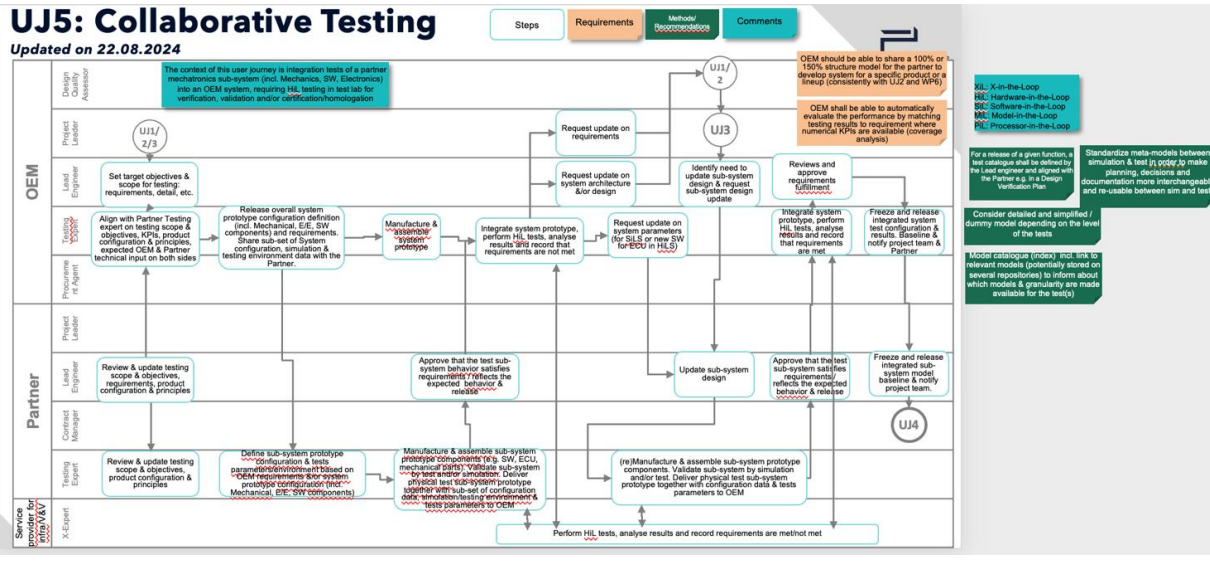 UJ5: Collaborative Testing
Updated on 22.08.2024
Steps
Requirements
Methods/
Recommendations
Comments
The context of this user journey is integration tests of a partner
mechatronics sub-system (incl. Mechanics, SW, Electronics)
into an OEM system, requiring HiL testing in test lab for
verification, validation and/or certification/homologation
OEM should be able to share a 100% or
150% structure model for the partner to
develop system for a specific product or a
lineup (consistently with UJ2 and WP6)
OEM shall be able to automatically
evaluate the performance by matching
testing results to requirement where
numerical KPIs are available (coverage
analysis)
XiL: X-in-the-Loop
HiL: Hardware-in-the-Loop
SiL: Software-in-the-Loop
MiL: Model-in-the-Loop
PiL: Processor-in-the-Loop
For a release of a given function, a
test catalogue shall be defined by
the Lead engineer and aligned with
the Partner e.g. in a Design
Verification Plan
Standardize meta-models between
simulation & test in order to make
planning, decisions and
documentation more interchangeable
and re-usable between sim and test
Consider detailed and simplified /
dummy model depending on the level
of the tests
Model catalogue (index) incl. link to
relevant models (potentially stored on
several repositories) to inform about
which models & granularity are made
available for the test(s)
OEM
Design
Quality
Assessor
Project
Leader
Lead
Engineer
Testing
Expert
Procureme
nt Agent
UJ1/
2/3
UJ1/
2
UJ3
Request update on
requirements
Set target objectives &
scope for testing:
requirements, detail, etc.
Request update on
system architecture
&/or design
Identify need to
update sub-system
design & request
sub-system design
update
Reviews and
approve
requirements
fulfillment
Align with Partner Testing
expert on testing scope &
objectives, KPIs, product
configuration & principles,
expected OEM & Partner
technical input on both sides
Release overall system
prototype configuration definition
(incl. Mechanical, E/E, SW
components) and requirements.
Share sub-set of System
configuration, simulation &
testing environment data with the
Partner.
Manufacture &
assemble
system
prototype
Integrate system prototype,
perform HiL tests, analyse
results and record that
requirements are not met
Request update
on system parameters
(for SiLS or new SW
for ECU in HiLS)
Integrate system
prototype, perform
HiL tests, analyse
results and record
that requirements
are met
Freeze and release
integrated system
test configuration &
results. Baseline &
notify project team &
Partner
Partner
Project
Leader
Lead
Engineer
Contract
Manager
Testing
Expert
Review & update testing
scope & objectives,
requirements, product
configuration & principles
Approve that the test sub-
system behavior satisfies
requirements / reflects the
expected behavior &
release
Update sub-system
design
Approve that the test
sub-system satisfies
requirements/
reflects the expected
behavior & release
Freeze and release
integrated sub-
system model
baseline & notify
project team.
UJ4
Review & update testing
scope & objectives,
product configuration &
principles
Define sub-system prototype
configuration & tests
parameters/environment based on
OEM requirements &/or system
prototype configuration (incl.
Mechanical, E/E, SW components)
Manufacture & assemble sub-system
prototype components (e.g. SW, ECU,
mechanical parts). Validate sub-system
by test and/or simulation. Deliver
physical test sub-system prototype
together with sub-set of configuration
data, simulation/testing environment &
tests parameters to OEM
(re)Manufacture & assemble sub-system prototype
components. Validate sub-system by simulation
and/or test. Deliver physical test sub-system
prototype together with configuration data & tests
parameters to OEM
Service
provider for
infra/V&V
X-Expert
Perform HiL tests, analyse results and record requirements are met/not met